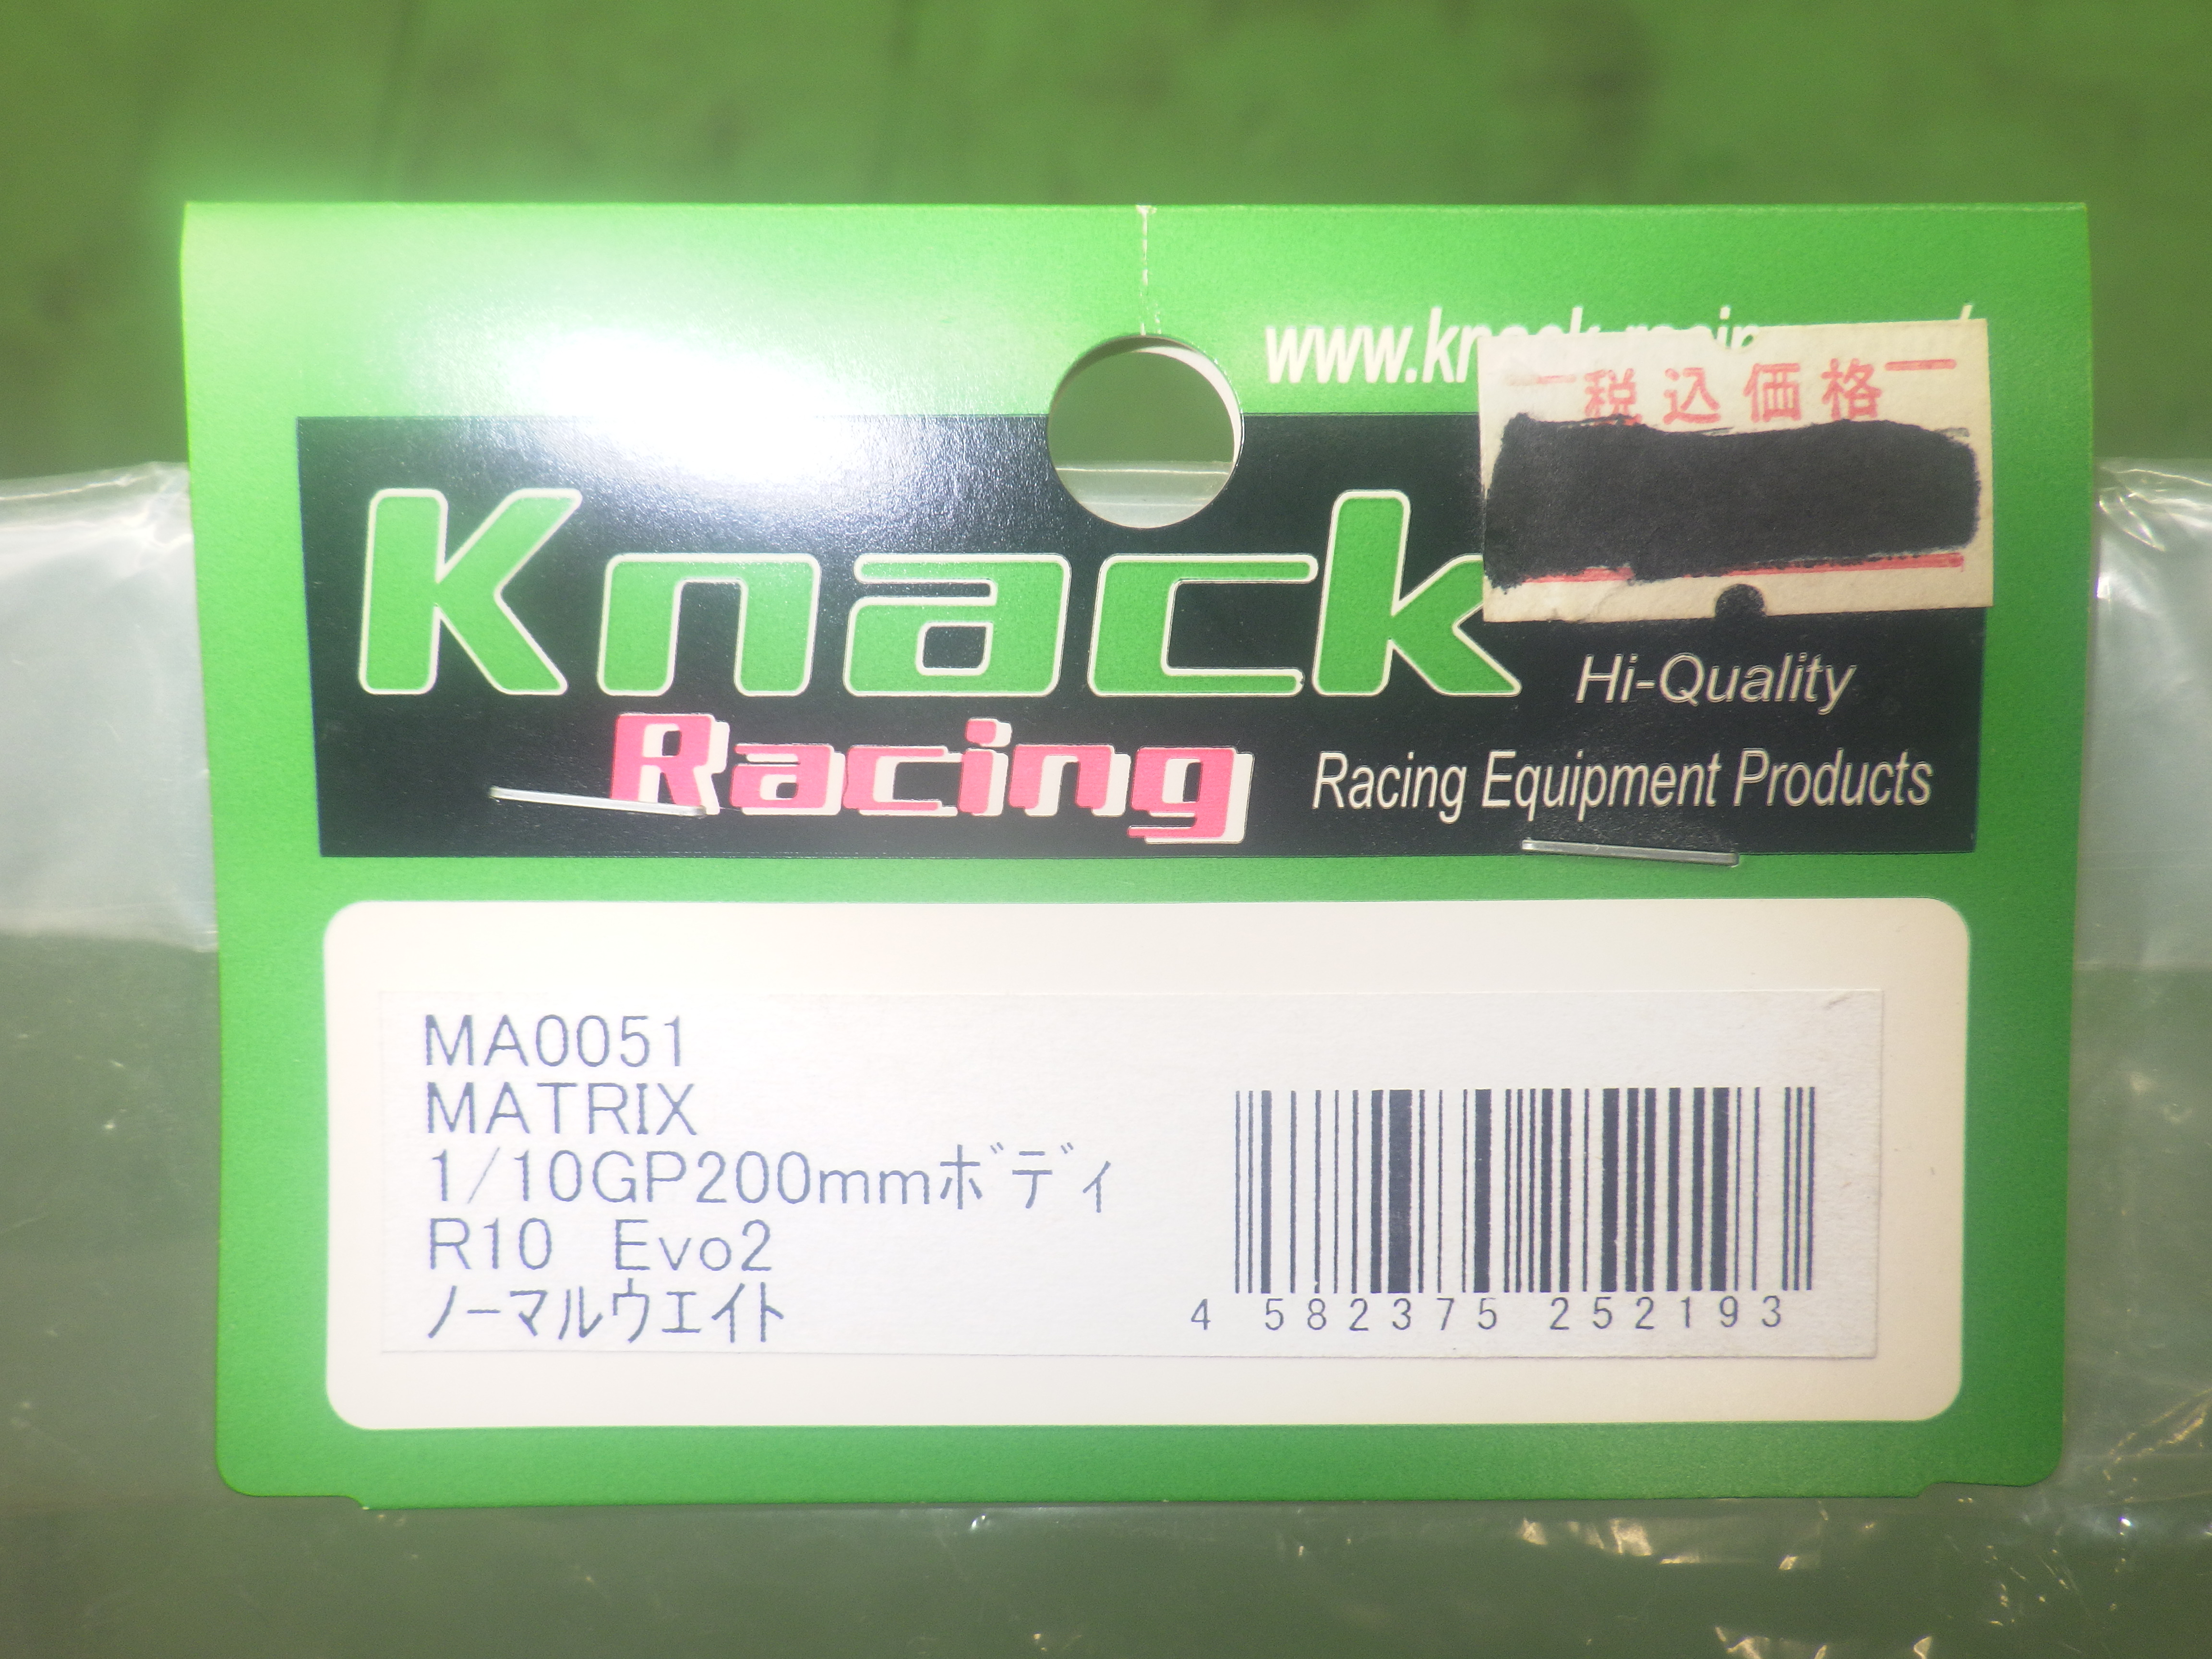 税込価格
Knack
Racing
Hi-Quality
Racing Equipment Products
MA0051
MATRIX
1/10GP200mmボディ
R10 Evo2
ノーマルウエイト
4 582375 252193